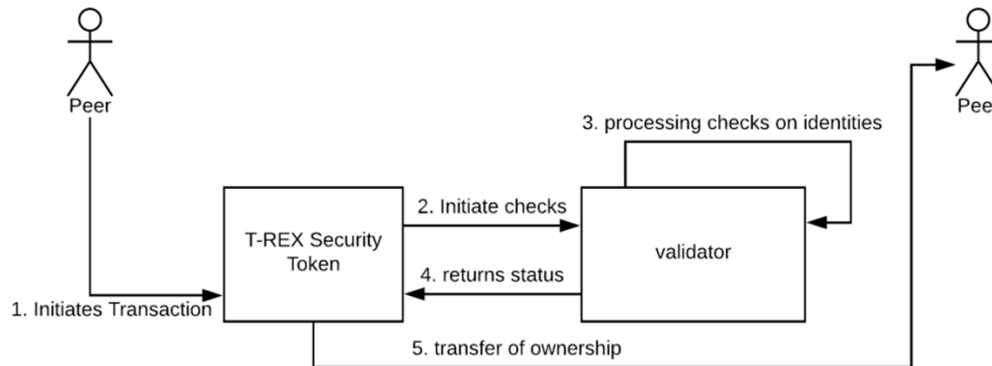 Peer
Pee
3. processing checks on identities
2. Initiate checks
T-REX Security
Token
validator
4. returns status
1. Initiates Transaction
5. transfer of ownership